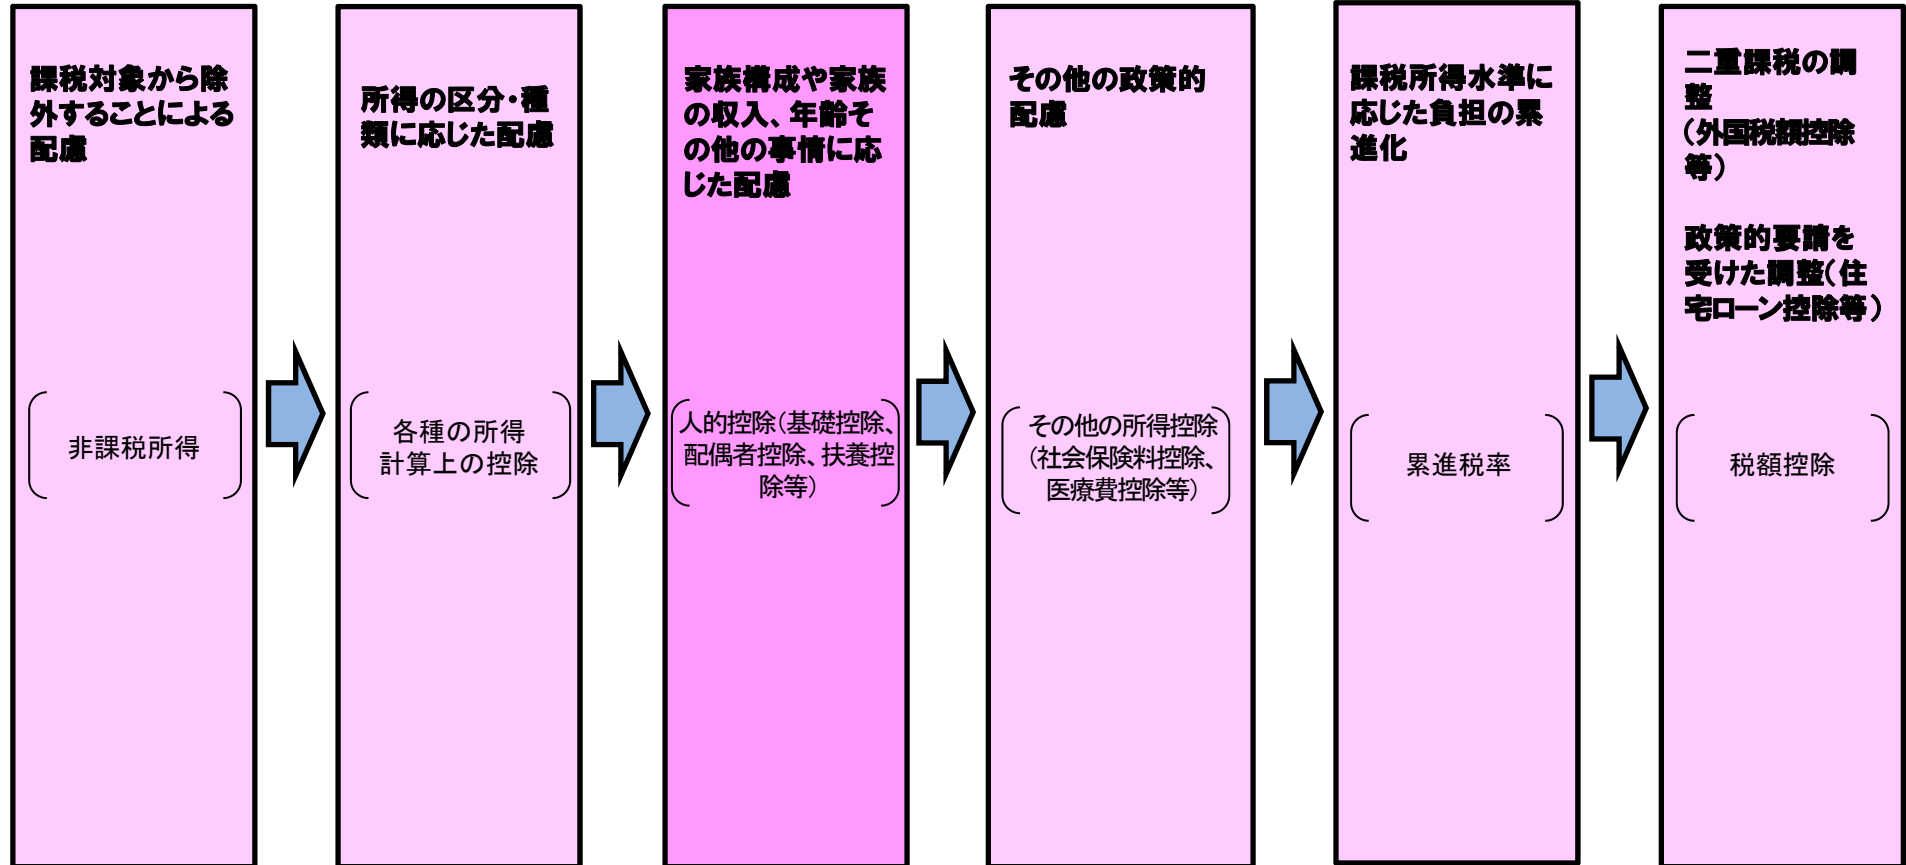 課税対象から除
外することによる
配慮
非課税所得
所得の区分・種
類に応じた配慮
各種の所得
計算上の控除
家族構成や家族
の収入、年齢そ
の他の事情に応
じた配慮
人的控除（基礎控除、
配偶者控除、扶養控
除等）
その他の政策的
配慮
その他の所得控除
（社会保険料控除、
医療費控除等）
課税所得水準に
応じた負担の累
進化
累進税率
二重課税の調
整
（外国税額控除
等）
政策的要請を
受けた調整（住
宅ローン控除等）
税額控除